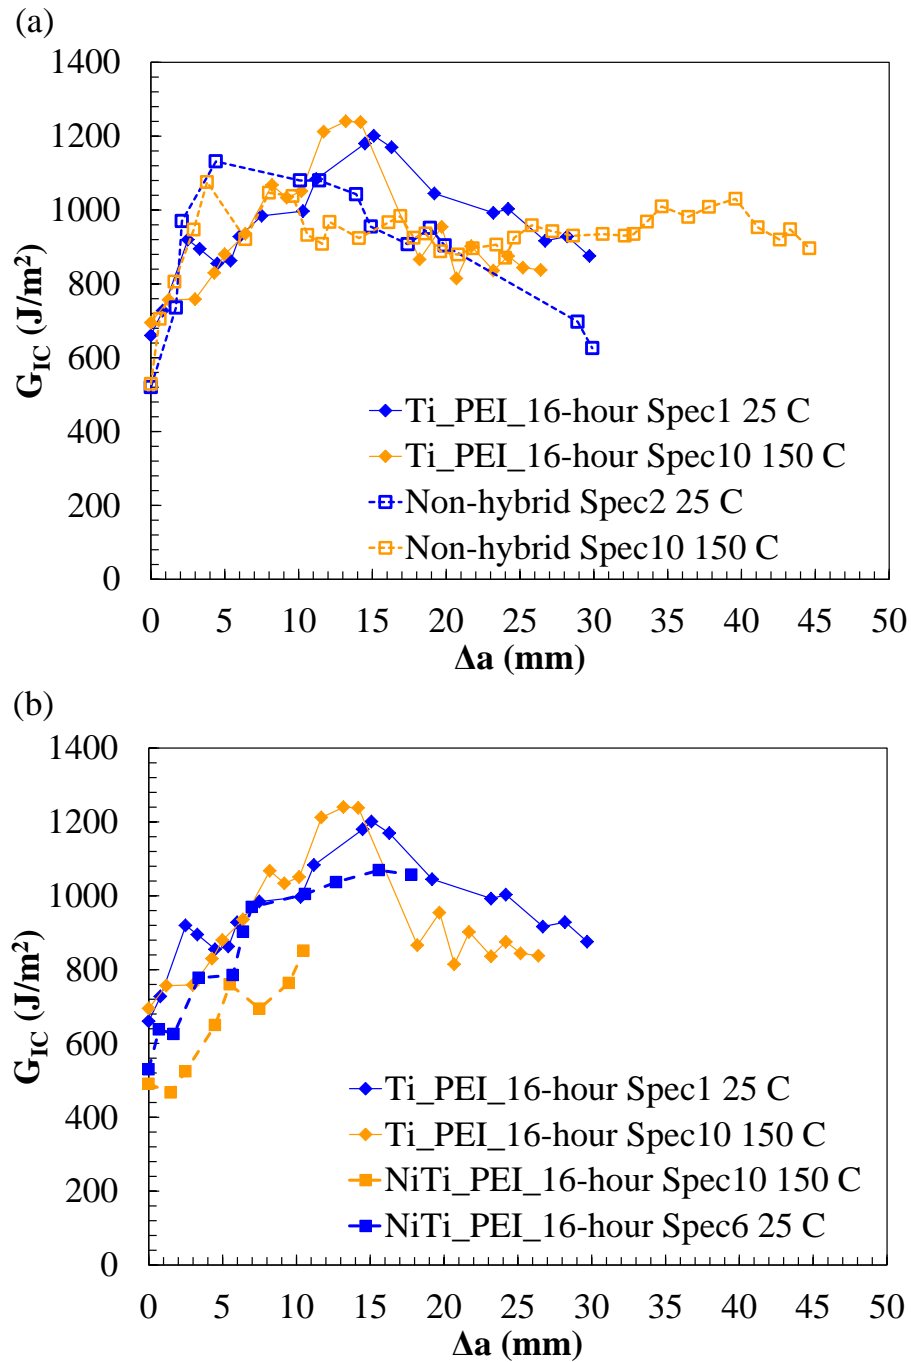 (a)
1400
1200
1000
800
600
400
200
0
G_IC (J/m²)
Ti_PEI_16-hour Spec1 25 C
Ti_PEI_16-hour Spec10 150 C
Non-hybrid Spec2 25 C
Non-hybrid Spec10 150 C
0 5 10 15 20 25 30 35 40 45 50
Δa (mm)
(b)
1400
1200
1000
800
600
400
200
0
G_IC (J/m²)
Ti_PEI_16-hour Spec1 25 C
Ti_PEI_16-hour Spec10 150 C
NiTi_PEI_16-hour Spec10 150 C
NiTi_PEI_16-hour Spec6 25 C
0 5 10 15 20 25 30 35 40 45 50
Δa (mm)